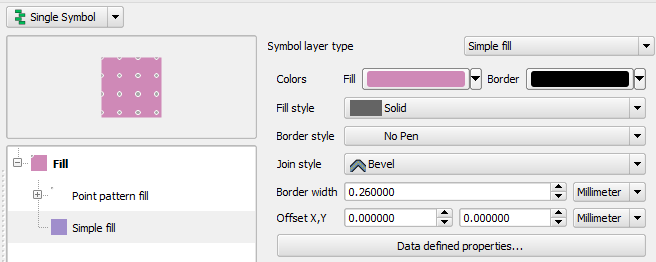 Single Symbol
Symbol layer type Simple fill
Colors Fill Border
Fill style Solid
Border style No Pen
Join style Bevel
Border width 0.260000 Millimeter
Offset X,Y 0.000000 0.000000 Millimeter
Data defined properties...
Fill
Point pattern fill
Simple fill